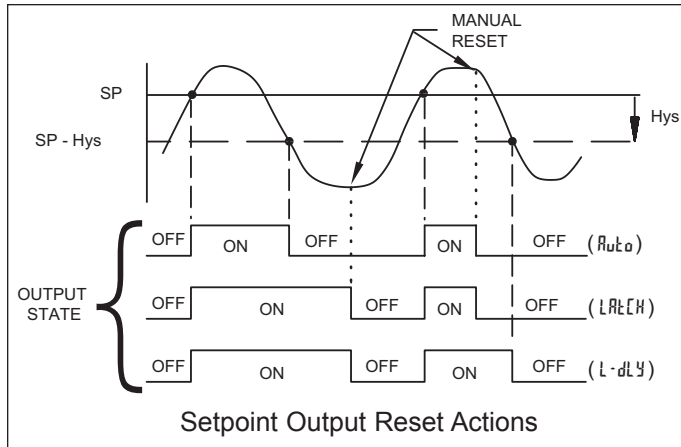 MANUAL
RESET
SP
Hys
SP - Hys
OFF ON OFF ON OFF (Auto)
OUTPUT
STATE
OFF ON OFF ON OFF (LAtCH)
OFF ON OFF ON OFF (L-dLY)
Setpoint Output Reset Actions